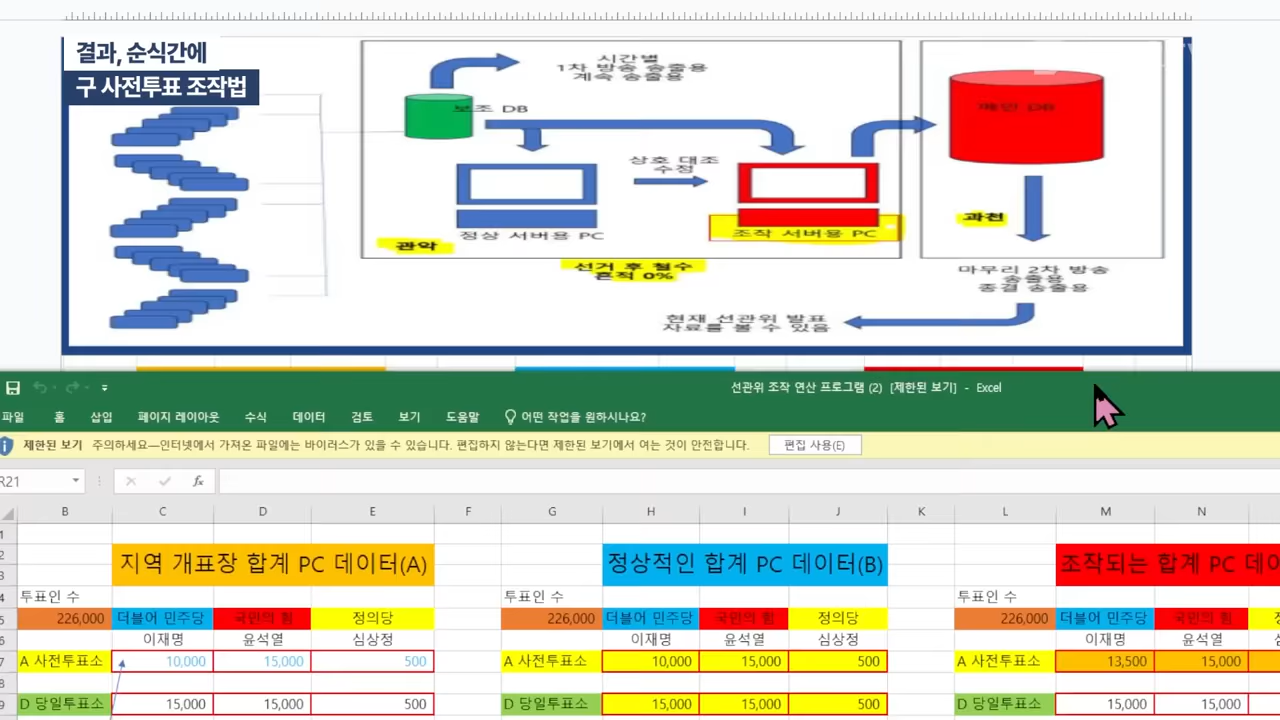 결과, 순식간에
구 사전투표 조작법
시간별
1차 방송 송출용
계속 송출용
보조 DB
메인 DB
상호 대조
수정
정상 서버용 PC
조작 서버용 PC
관악
과천
선거 후 철수
흔적 0%
마무리 2차 방송
송출용
종결 송출용
현재 선관위 발표
자료를 볼 수 있음
선관위 조작 연산 프로그램 (2) [제한된 보기] - Excel
파일 홈 삽입 페이지 레이아웃 수식 데이터 검토 보기 도움말 어떤 작업을 원하시나요?
제한된 보기 주의하세요—인터넷에서 가져온 파일에는 바이러스가 있을 수 있습니다. 편집하지 않는다면 제한된 보기에서 여는 것이 안전합니다. 편집 사용(E)
R21 fx
B C D E F G H I J K L M N
1
2 지역 개표장 합계 PC 데이터(A) 정상적인 합계 PC 데이터(B) 조작되는 합계 PC 데이
3
4 투표인 수 투표인 수 투표인 수
5 226,000 더불어 민주당 국민의 힘 정의당 226,000 더불어 민주당 국민의 힘 정의당 226,000 더불어 민주당 국민의 힘
6 이재명 윤석열 심상정 이재명 윤석열 심상정 이재명 윤석열
7 A 사전투표소 10,000 15,000 500 A 사전투표소 10,000 15,000 500 A 사전투표소 13,500 15,000
8
9 D 당일투표소 15,000 15,000 500 D 당일투표소 15,000 15,000 500 D 당일투표소 15,000 15,000